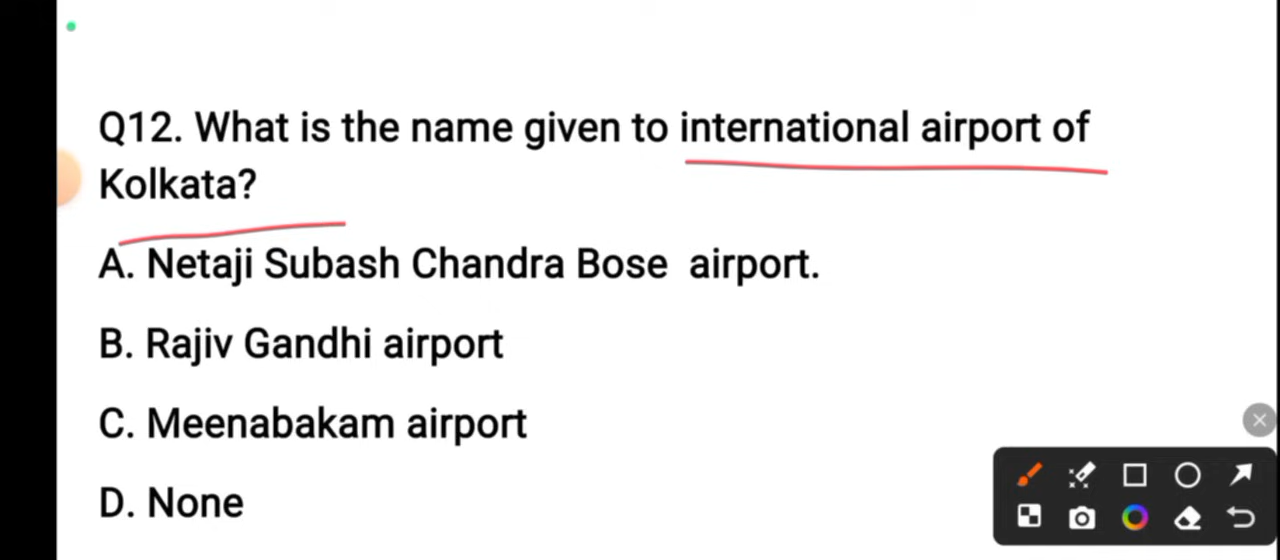 Q12. What is the name given to international airport of
Kolkata?
A. Netaji Subash Chandra Bose airport.
B. Rajiv Gandhi airport
C. Meenabakam airport
D. None